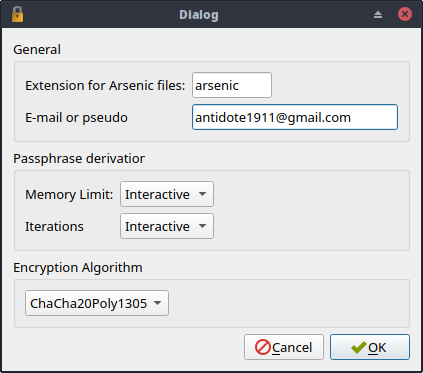 Dialog
General
Extension for Arsenic files: arsenic
E-mail or pseudo antidote1911@gmail.com
Passphrase derivatior
Memory Limit: Interactive
Iterations Interactive
Encryption Algorithm
ChaCha20Poly1305
Cancel OK